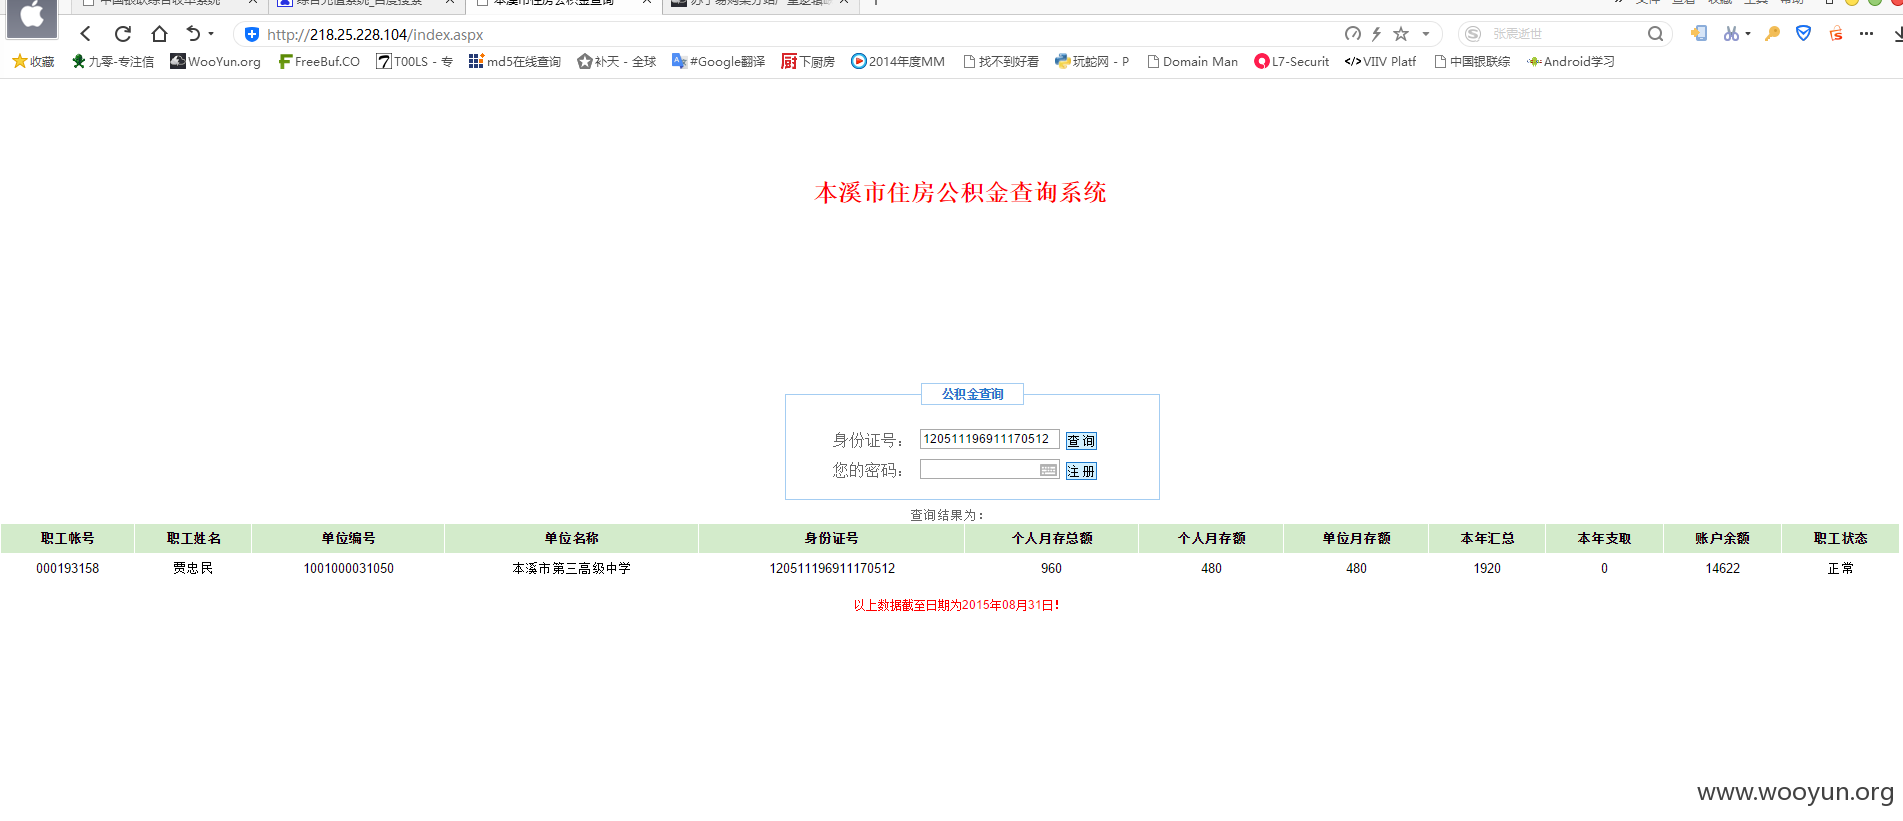 http://218.25.228.104/index.aspx
张震逝世
收藏 九零-专注信 WooYun.org FreeBuf.CO T00LS - 专 md5在线查询 补天 - 全球 #Google翻译 下厨房 2014年度MM 找不到好看 玩蛇网 - P Domain Man L7-Securit VIIV Platf 中国银联综 Android学习
本溪市住房公积金查询系统
公积金查询
身份证号： 120511196911170512 查询
您的密码： 注册
查询结果为：
职工帐号 职工姓名 单位编号 单位名称 身份证号 个人月存总额 个人月存额 单位月存额 本年汇总 本年支取 账户余额 职工状态
000193158 贾忠民 1001000031050 本溪市第三高级中学 120511196911170512 960 480 480 1920 0 14622 正常
以上数据截至日期为2015年08月31日！
www.wooyun.org